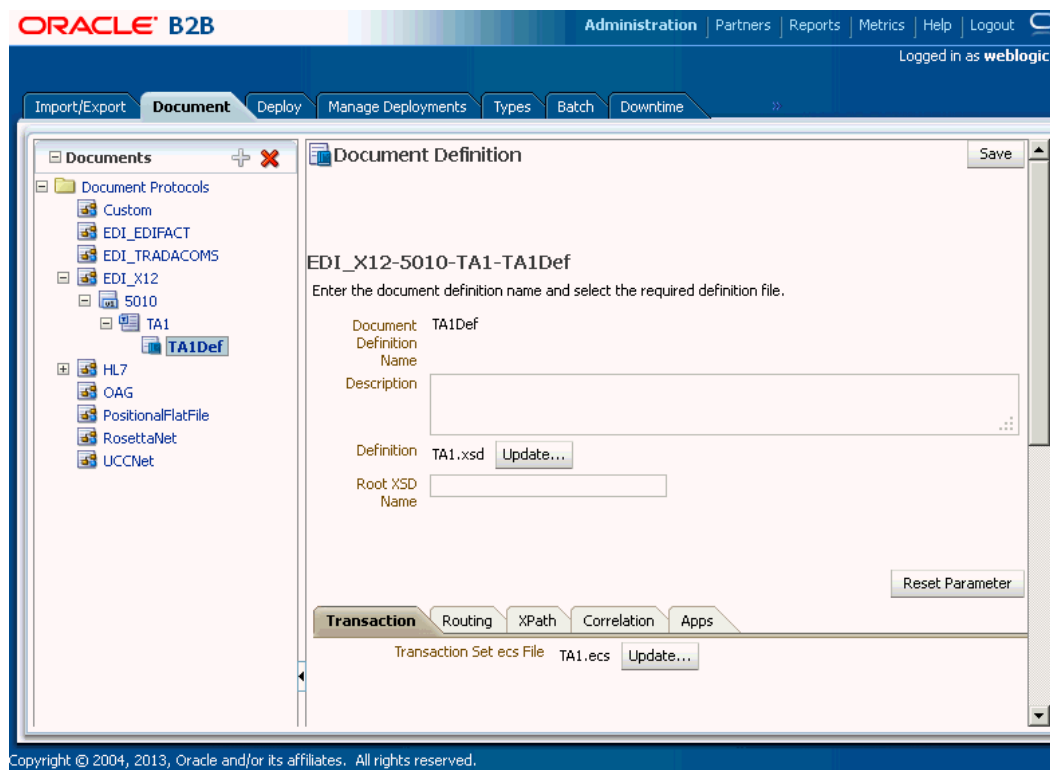 ORACLE B2B
Administration Partners Reports Metrics Help Logout
Logged in as weblogic
Import/Export Document Deploy Manage Deployments Types Batch Downtime
Documents
Document Protocols
Custom
EDI_EDIFACT
EDI_TRADACOMS
EDI_X12
5010
TA1
TA1Def
HL7
OAG
PositionalFlatFile
RosettaNet
UCCNet
Document Definition
Save
EDI_X12-5010-TA1-TA1Def
Enter the document definition name and select the required definition file.
Document Definition Name TA1Def
Description
Definition TA1.xsd Update...
Root XSD Name
Reset Parameter
Transaction Routing XPath Correlation Apps
Transaction Set ecs File TA1.ecs Update...
Copyright © 2004, 2013, Oracle and/or its affiliates. All rights reserved.